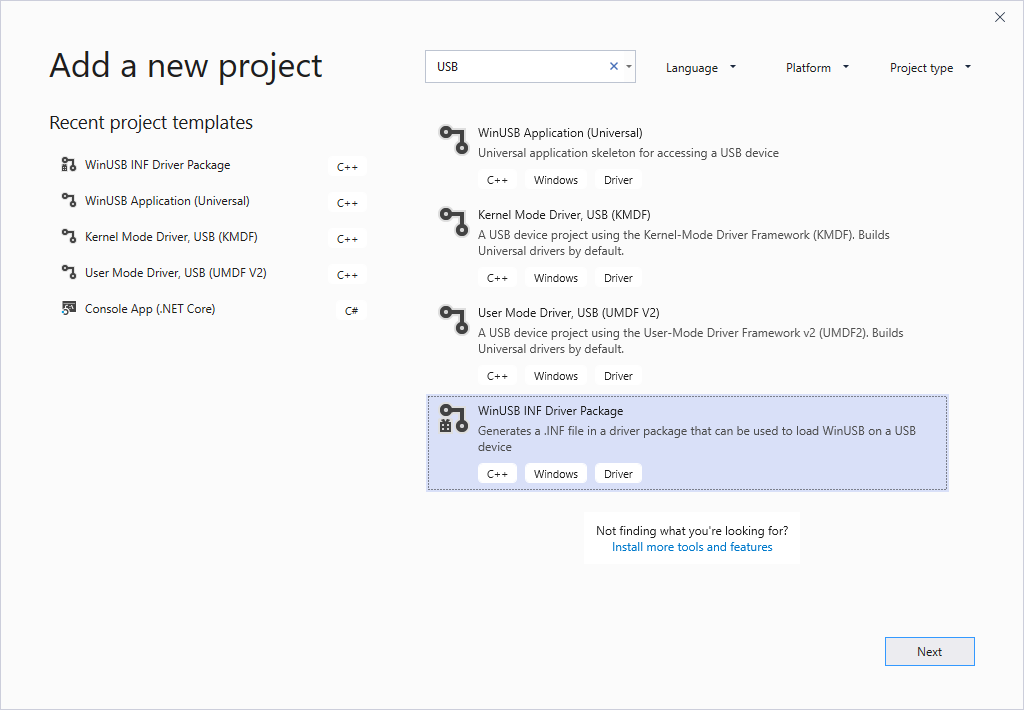 Add a new project
USB
Language
Platform
Project type
Recent project templates
WinUSB INF Driver Package
C++
WinUSB Application (Universal)
C++
Kernel Mode Driver, USB (KMDF)
C++
User Mode Driver, USB (UMDF V2)
C++
Console App (.NET Core)
C#
WinUSB Application (Universal)
Universal application skeleton for accessing a USB device
C++ Windows Driver
Kernel Mode Driver, USB (KMDF)
A USB device project using the Kernel-Mode Driver Framework (KMDF). Builds
Universal drivers by default.
C++ Windows Driver
User Mode Driver, USB (UMDF V2)
A USB device project using the User-Mode Driver Framework v2 (UMDF2). Builds
Universal drivers by default.
C++ Windows Driver
WinUSB INF Driver Package
Generates a .INF file in a driver package that can be used to load WinUSB on a USB
device
C++ Windows Driver
Not finding what you're looking for?
Install more tools and features
Next